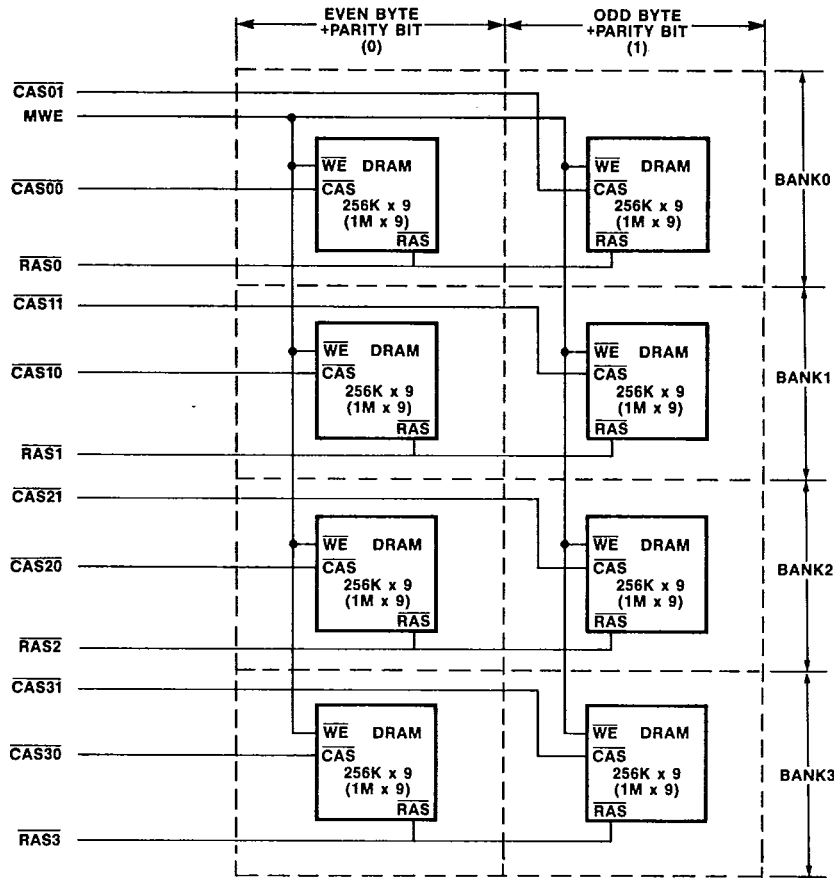 EVEN BYTE
+PARITY BIT
(0)
ODD BYTE
+PARITY BIT
(1)
CAS01
MWE
CAS00
RAS0
WE DRAM
CAS
256K x 9
(1M x 9)
RAS
WE DRAM
CAS
256K x 9
(1M x 9)
RAS
BANK0
CAS11
CAS10
RAS1
WE DRAM
CAS
256K x 9
(1M x 9)
RAS
WE DRAM
CAS
256K x 9
(1M x 9)
RAS
BANK1
CAS21
CAS20
RAS2
WE DRAM
CAS
256K x 9
(1M x 9)
RAS
WE DRAM
CAS
256K x 9
(1M x 9)
RAS
BANK2
CAS31
CAS30
RAS3
WE DRAM
CAS
256K x 9
(1M x 9)
RAS
WE DRAM
CAS
256K x 9
(1M x 9)
RAS
BANK3